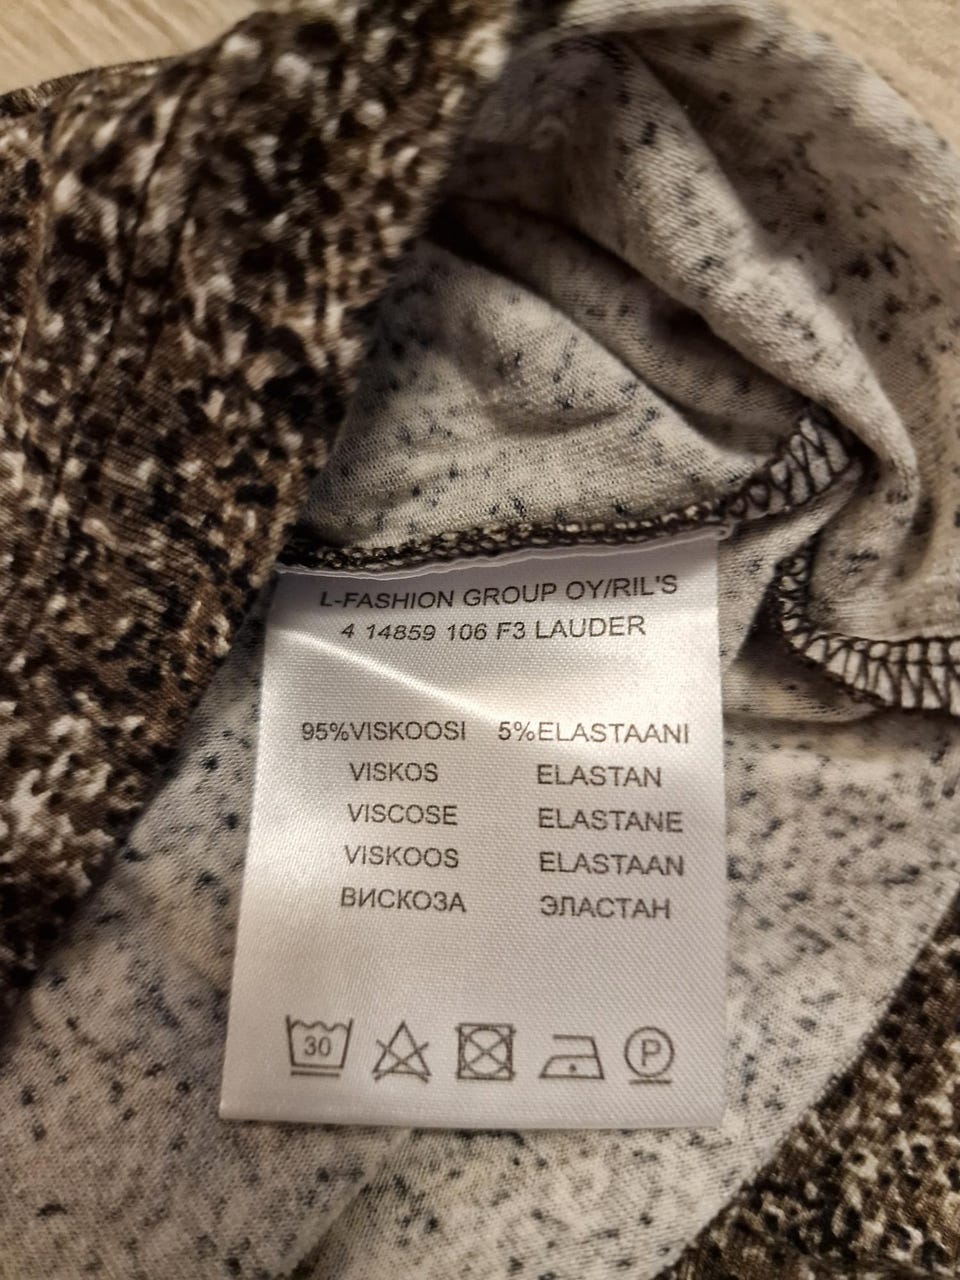 L-FASHION GROUP OY/RIL'S
4 14859 106 F3 LAUDER
95%VISKOOSI 5%ELASTAANI
VISKOS ELASTAN
VISCOSE ELASTANE
VISKOOS ELASTAAN
ВИСКОЗА ЭЛАСТАН
30 P